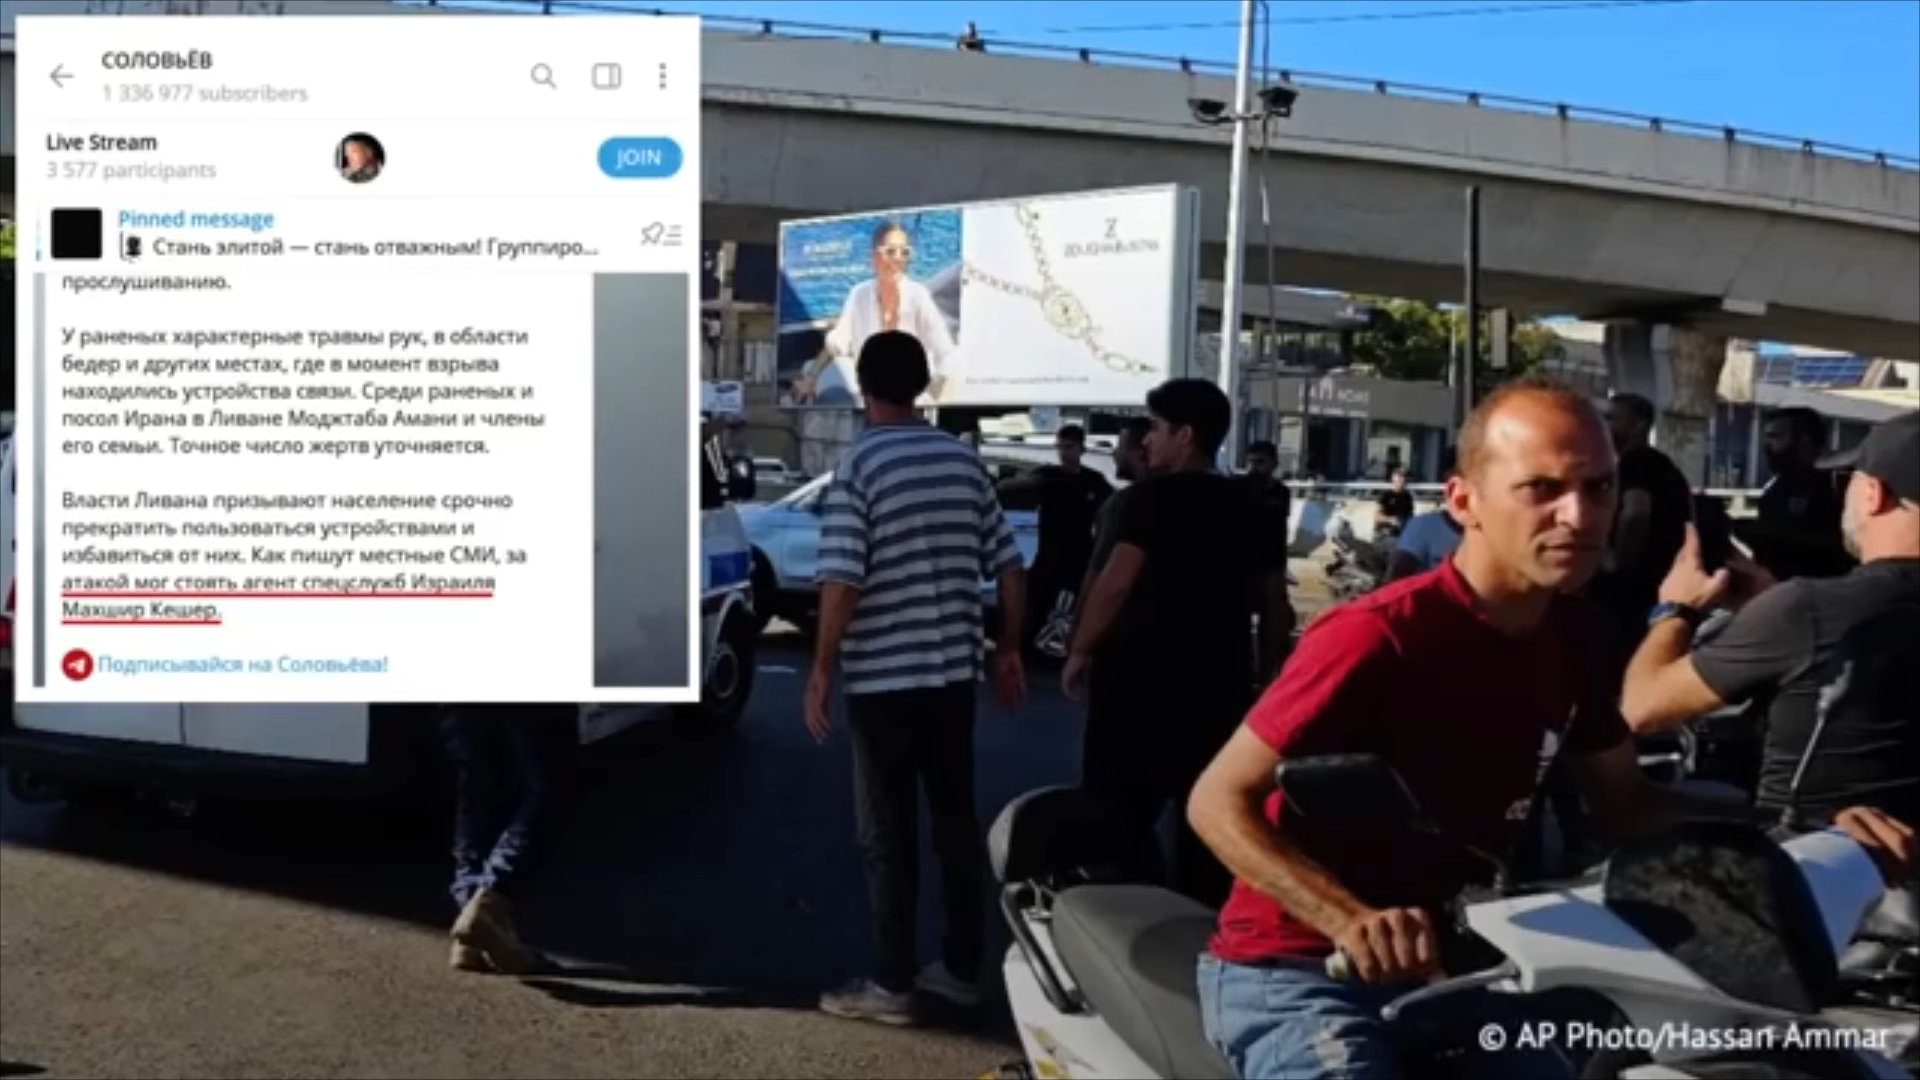 СОЛОВЬЁВ
1 336 977 subscribers
Live Stream
3 577 participants
JOIN
Pinned message
Стань элитой — стань отважным! Группиро...
прослушиванию.
У раненых характерные травмы рук, в области
бедер и других местах, где в момент взрыва
находились устройства связи. Среди раненых и
посол Ирана в Ливане Моджтаба Амани и члены
его семьи. Точное число жертв уточняется.
Власти Ливана призывают население срочно
прекратить пользоваться устройствами и
избавиться от них. Как пишут местные СМИ, за
атакой мог стоять агент спецслужб Израиля
Махшир Кешер.
Подписывайся на Соловьёва!
Z
© AP Photo/Hassan Ammar